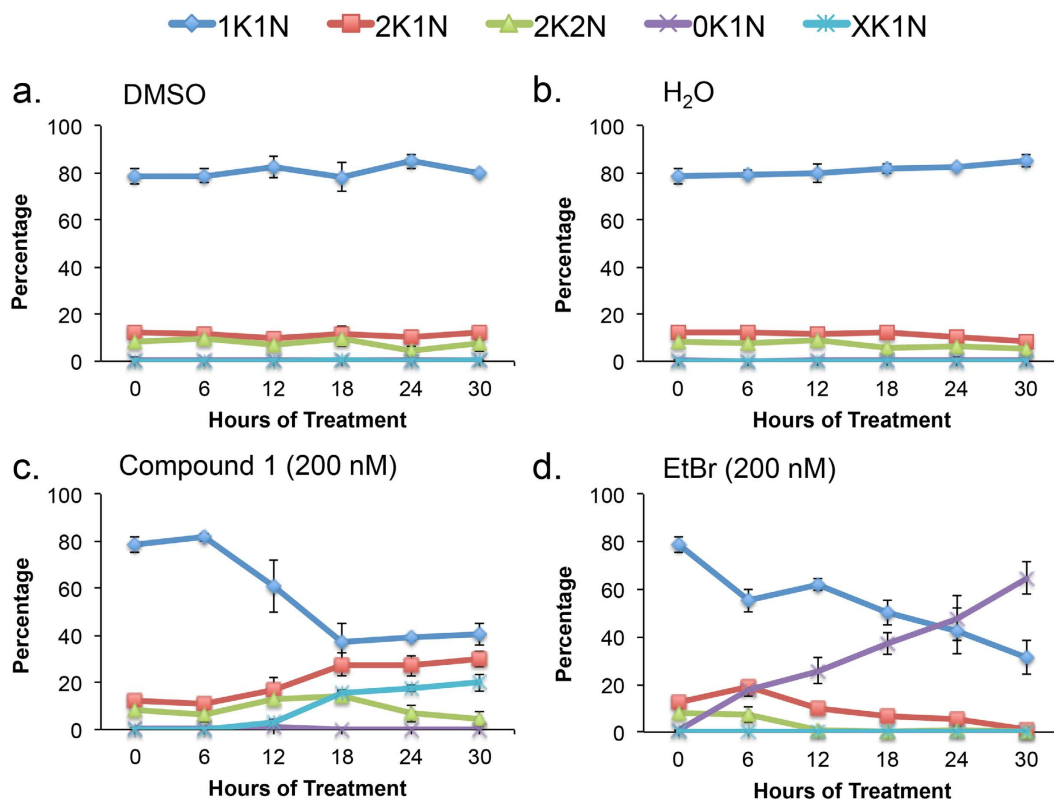 1K1N 2K1N 2K2N 0K1N XK1N
a. DMSO
100
80
60
40
20
0
Percentage
0 6 12 18 24 30
Hours of Treatment
b. H₂O
100
80
60
40
20
0
Percentage
0 6 12 18 24 30
Hours of Treatment
c. Compound 1 (200 nM)
100
80
60
40
20
0
Percentage
0 6 12 18 24 30
Hours of Treatment
d. EtBr (200 nM)
100
80
60
40
20
0
Percentage
0 6 12 18 24 30
Hours of Treatment